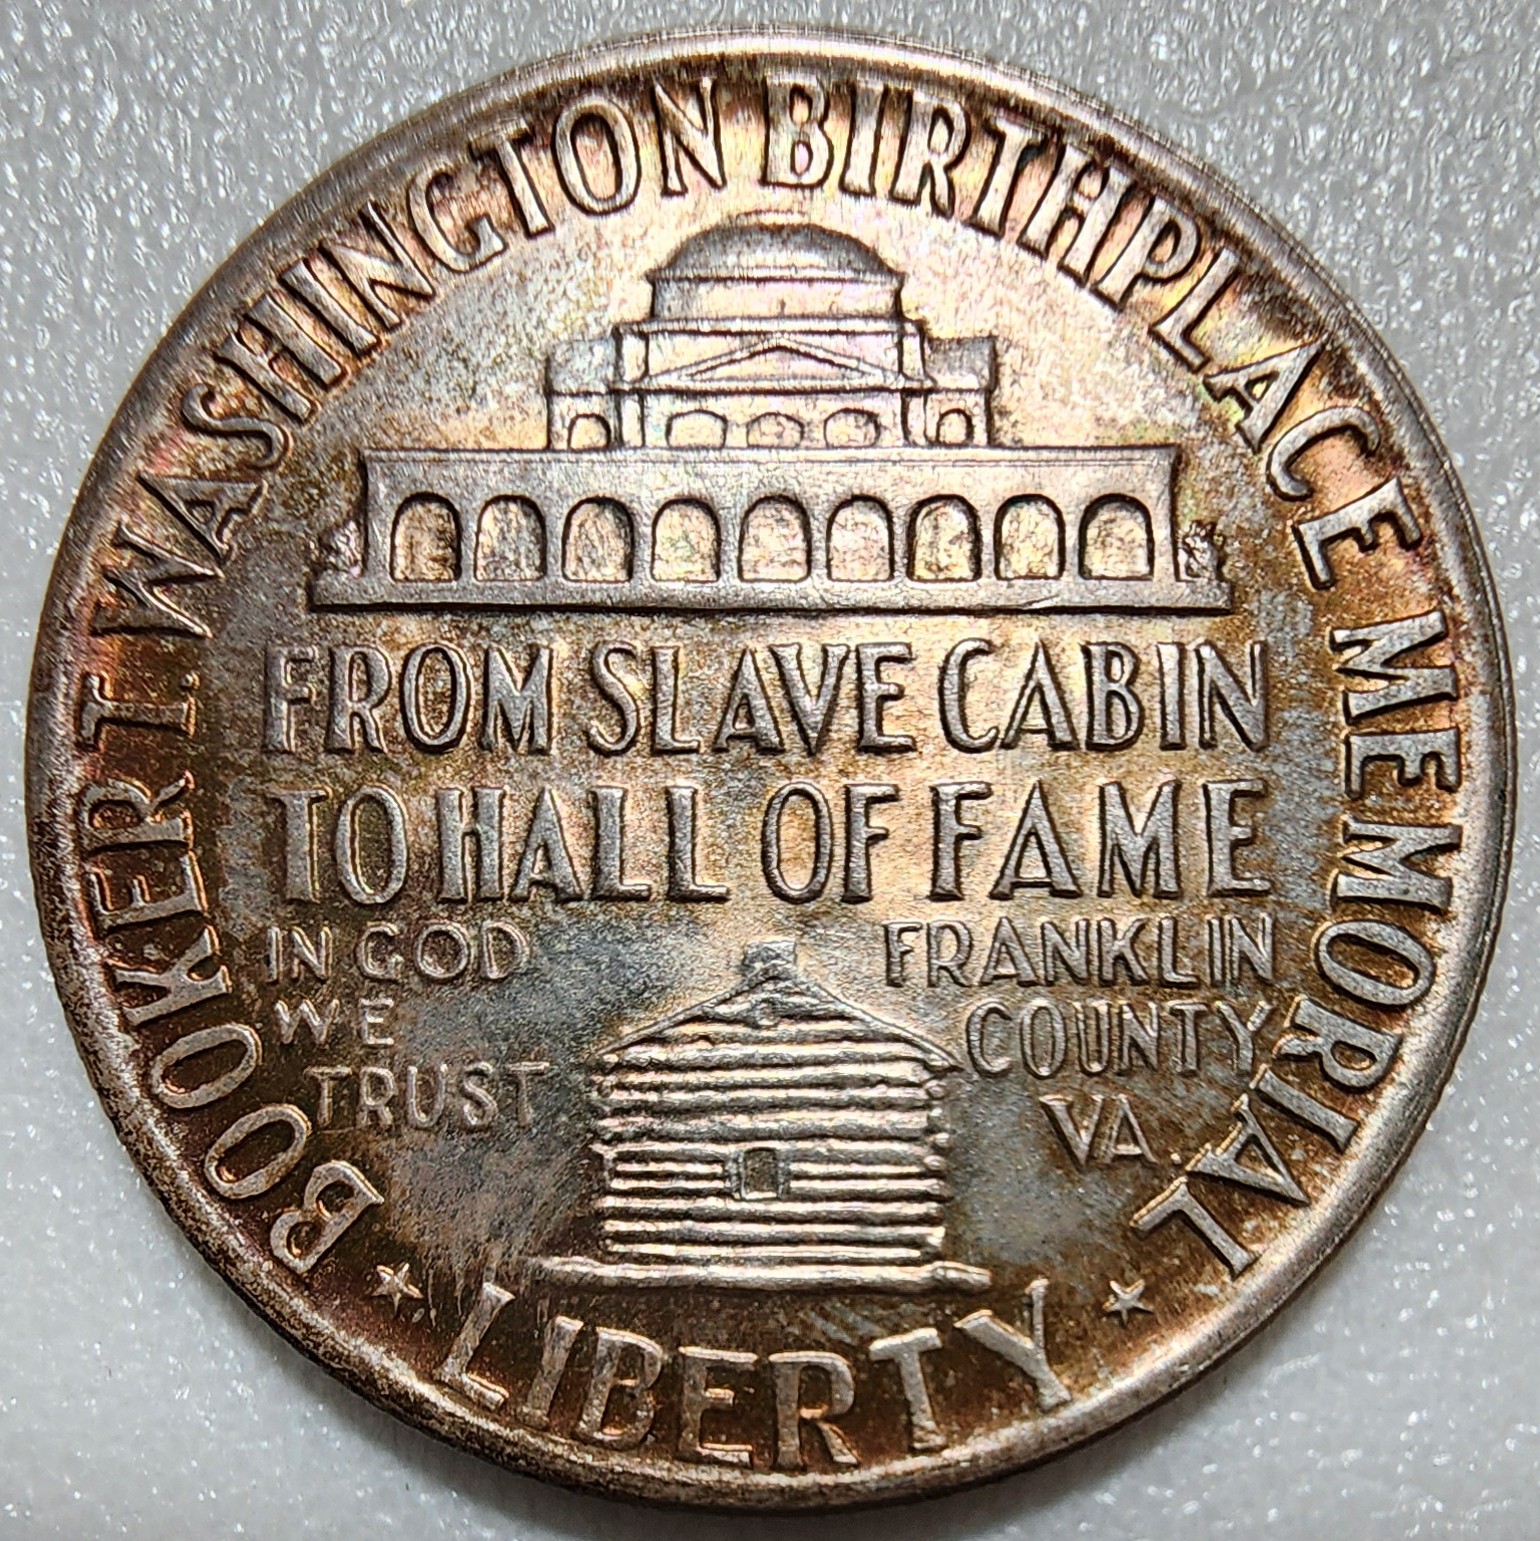 BOOKER T. WASHINGTON BIRTHPLACE MEMORIAL
FROM SLAVE CABIN
TO HALL OF FAME
IN GOD
WE
TRUST
FRANKLIN
COUNTY
VA.
LIBERTY